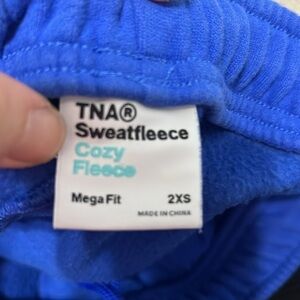 TNA®
Sweatfleece
Cozy
Fleece
Mega Fit 2XS
MADE IN CHINA